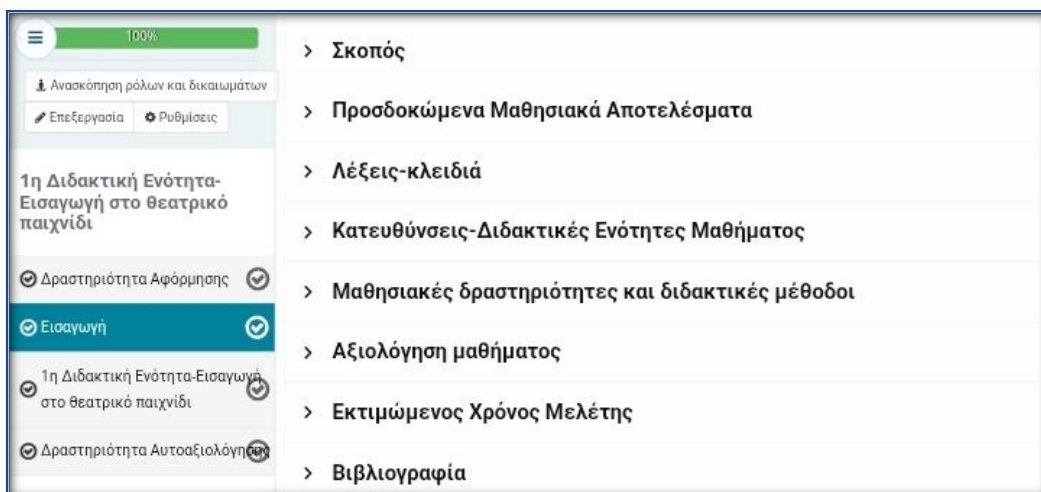 100%
Ανασκόπηση ρόλων και δικαιωμάτων
Επεξεργασία
Ρυθμίσεις
1η Διδακτική Ενότητα-
Εισαγωγή στο θεατρικό
παιχνίδι
Δραστηριότητα Αφόρμησης
Εισαγωγή
1η Διδακτική Ενότητα-Εισαγωγή
στο θεατρικό παιχνίδι
Δραστηριότητα Αυτοαξιολόγησης
Σκοπός
Προσδοκώμενα Μαθησιακά Αποτελέσματα
Λέξεις-κλειδιά
Κατευθύνσεις-Διδακτικές Ενότητες Μαθήματος
Μαθησιακές δραστηριότητες και διδακτικές μέθοδοι
Αξιολόγηση μαθήματος
Εκτιμώμενος Χρόνος Μελέτης
Βιβλιογραφία